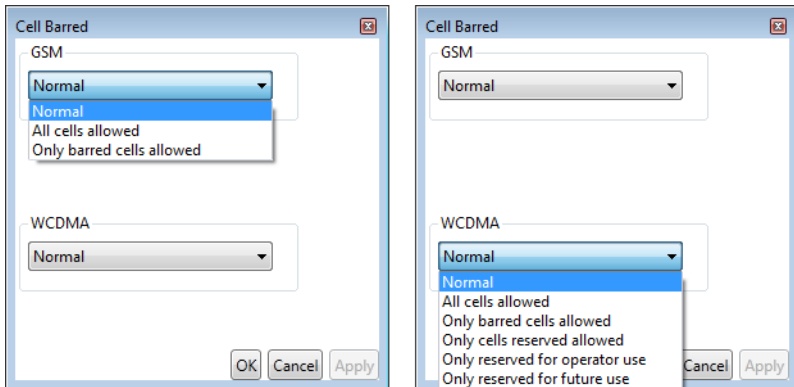 Cell Barred
GSM
Normal
Normal
All cells allowed
Only barred cells allowed
WCDMA
Normal
OK Cancel Apply
Cell Barred
GSM
Normal
WCDMA
Normal
Normal
All cells allowed
Only barred cells allowed
Only cells reserved allowed
Only reserved for operator use
Only reserved for future use
Cancel Apply